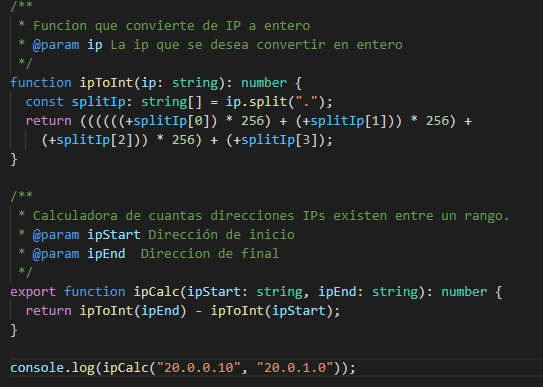 /**
 * Funcion que convierte de IP a entero
 * @param ip La ip que se desea convertir en entero
 */
function ipToInt(ip: string): number {
  const splitIp: string[] = ip.split(".");
  return ((((((+splitIp[0]) * 256) + (+splitIp[1])) * 256) +
    (+splitIp[2])) * 256) + (+splitIp[3]);
}

/**
 * Calculadora de cuantas direcciones IPs existen entre un rango.
 * @param ipStart Dirección de inicio
 * @param ipEnd  Direccion de final
 */
export function ipCalc(ipStart: string, ipEnd: string): number {
  return ipToInt(ipEnd) - ipToInt(ipStart);
}

console.log(ipCalc("20.0.0.10", "20.0.1.0"));